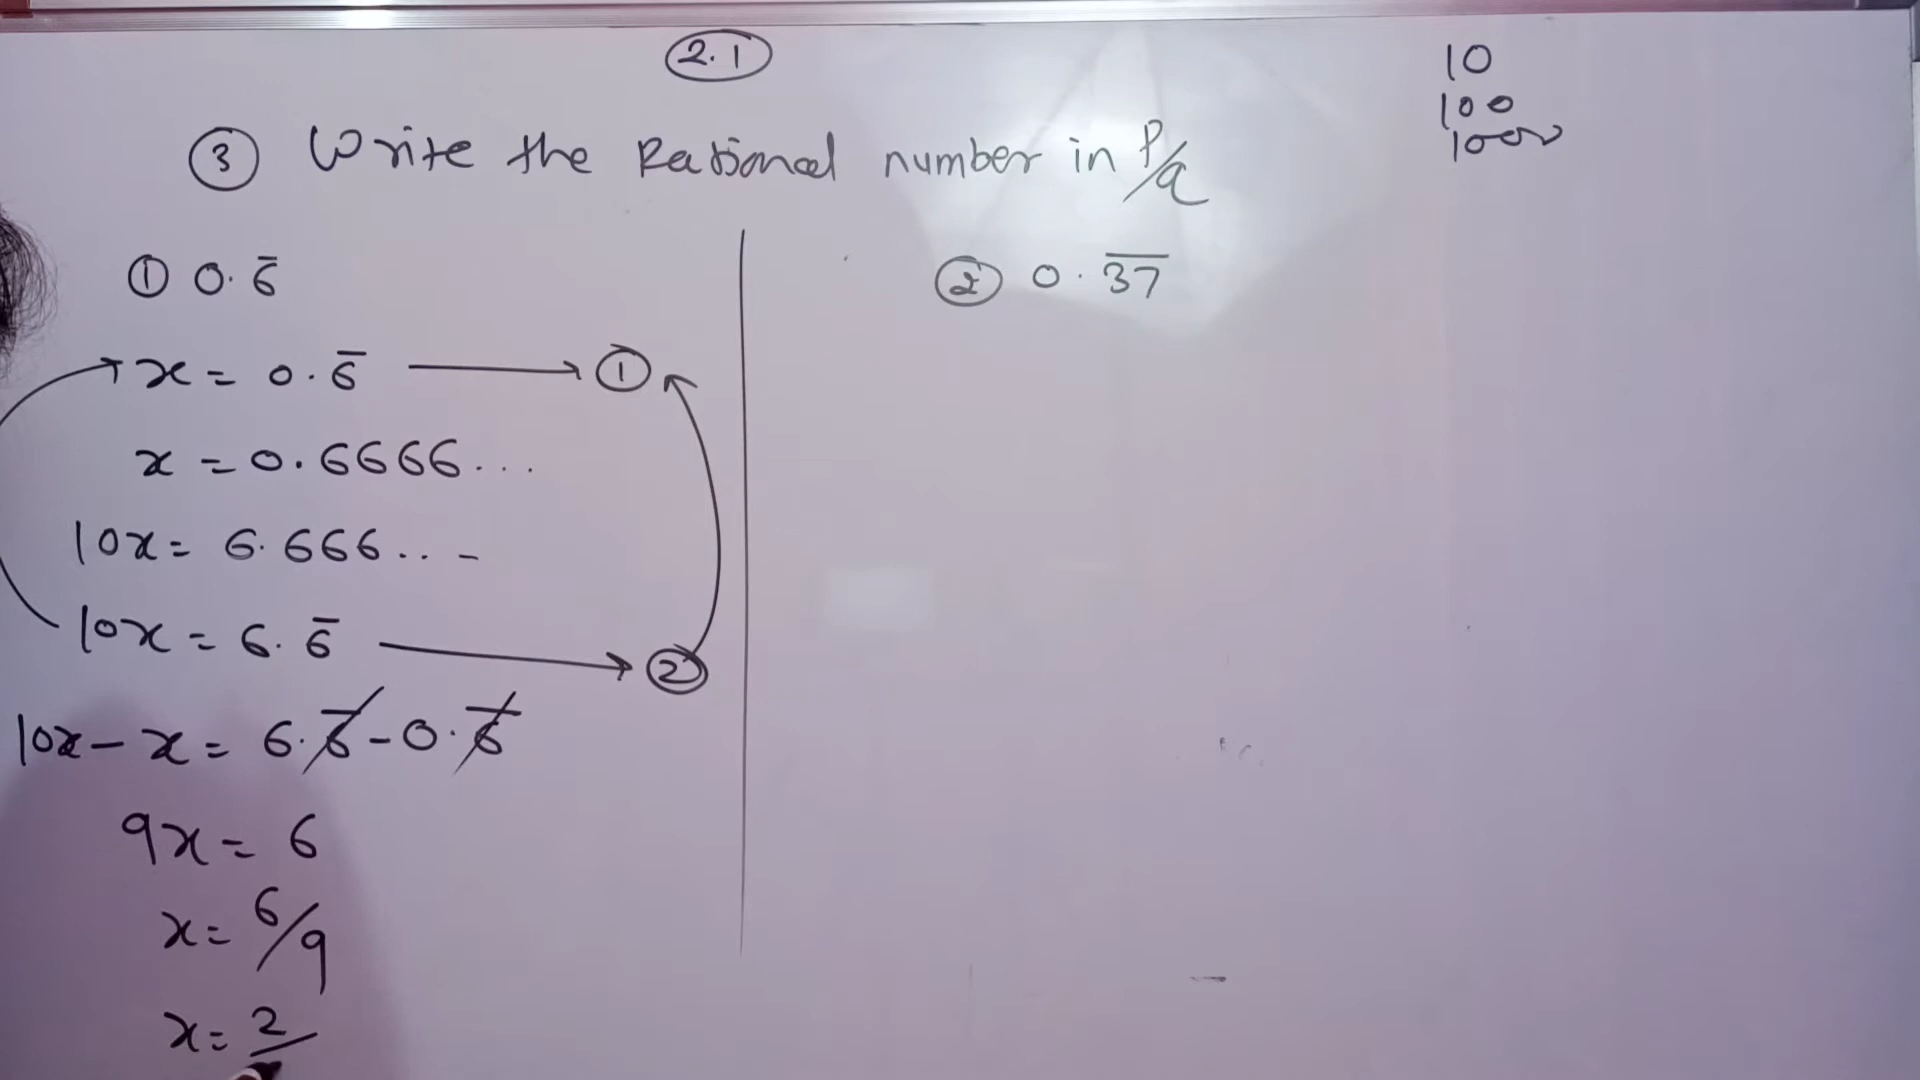 2.1
10
100
1000
③ Write the Rational number in P/q
① 0.6̅
x = 0.6̅ ⟶ ①
x = 0.6666...
10x = 6.666...
10x = 6.6̅ ⟶ ②
10x - x = 6.6̅ - 0.6̅
9x = 6
x = 6/9
x = 2/
② 0.3̅7̅